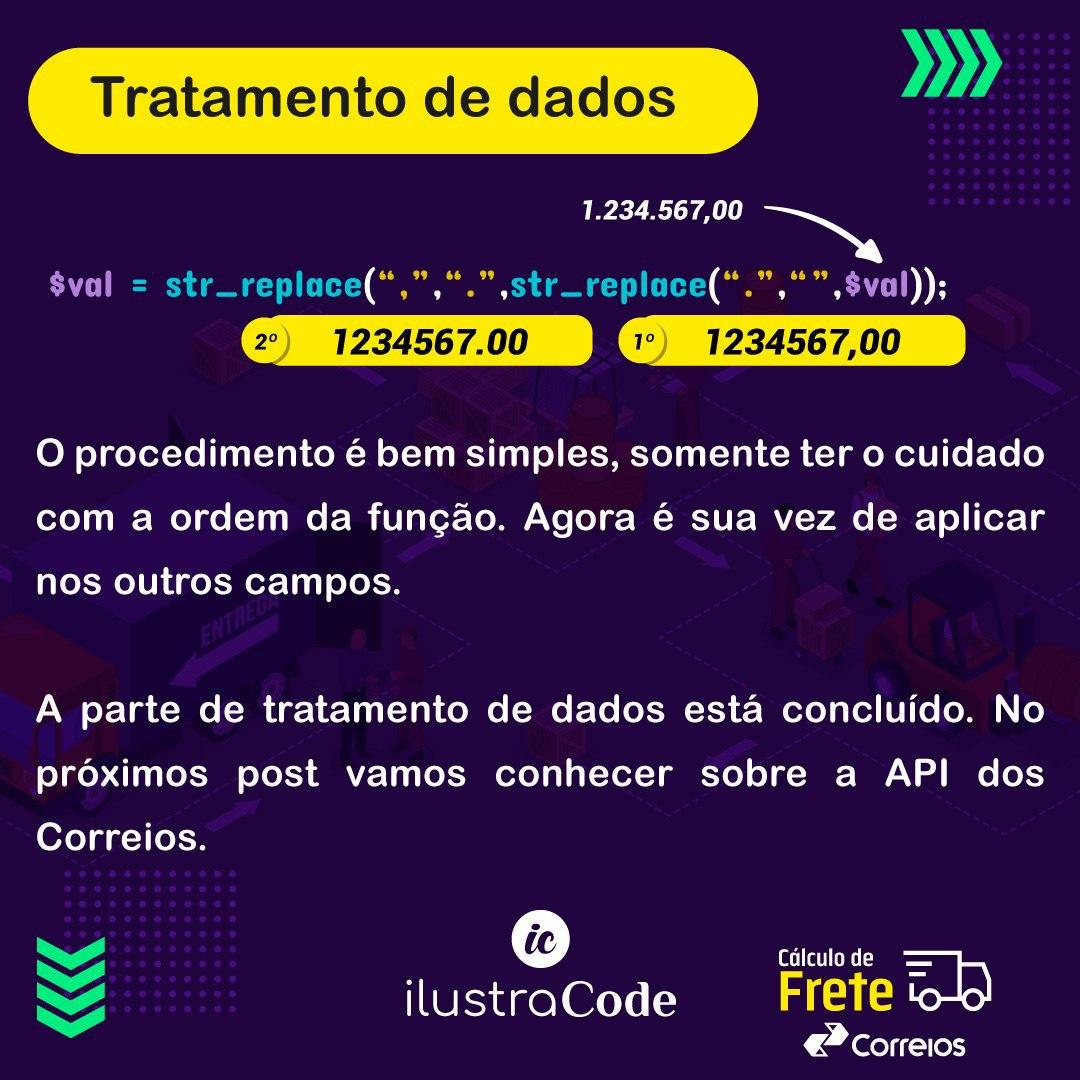 Tratamento de dados
1.234.567,00
$val = str_replace(“,”,“.”,str_replace(“.”,“ ”,$val));
2º 1234567.00 1º 1234567,00
O procedimento é bem simples, somente ter o cuidado
com a ordem da função. Agora é sua vez de aplicar
nos outros campos.
ENTREGA
A parte de tratamento de dados está concluído. No
próximos post vamos conhecer sobre a API dos
Correios.
ic
ilustraCode
Cálculo de
Frete
Correios